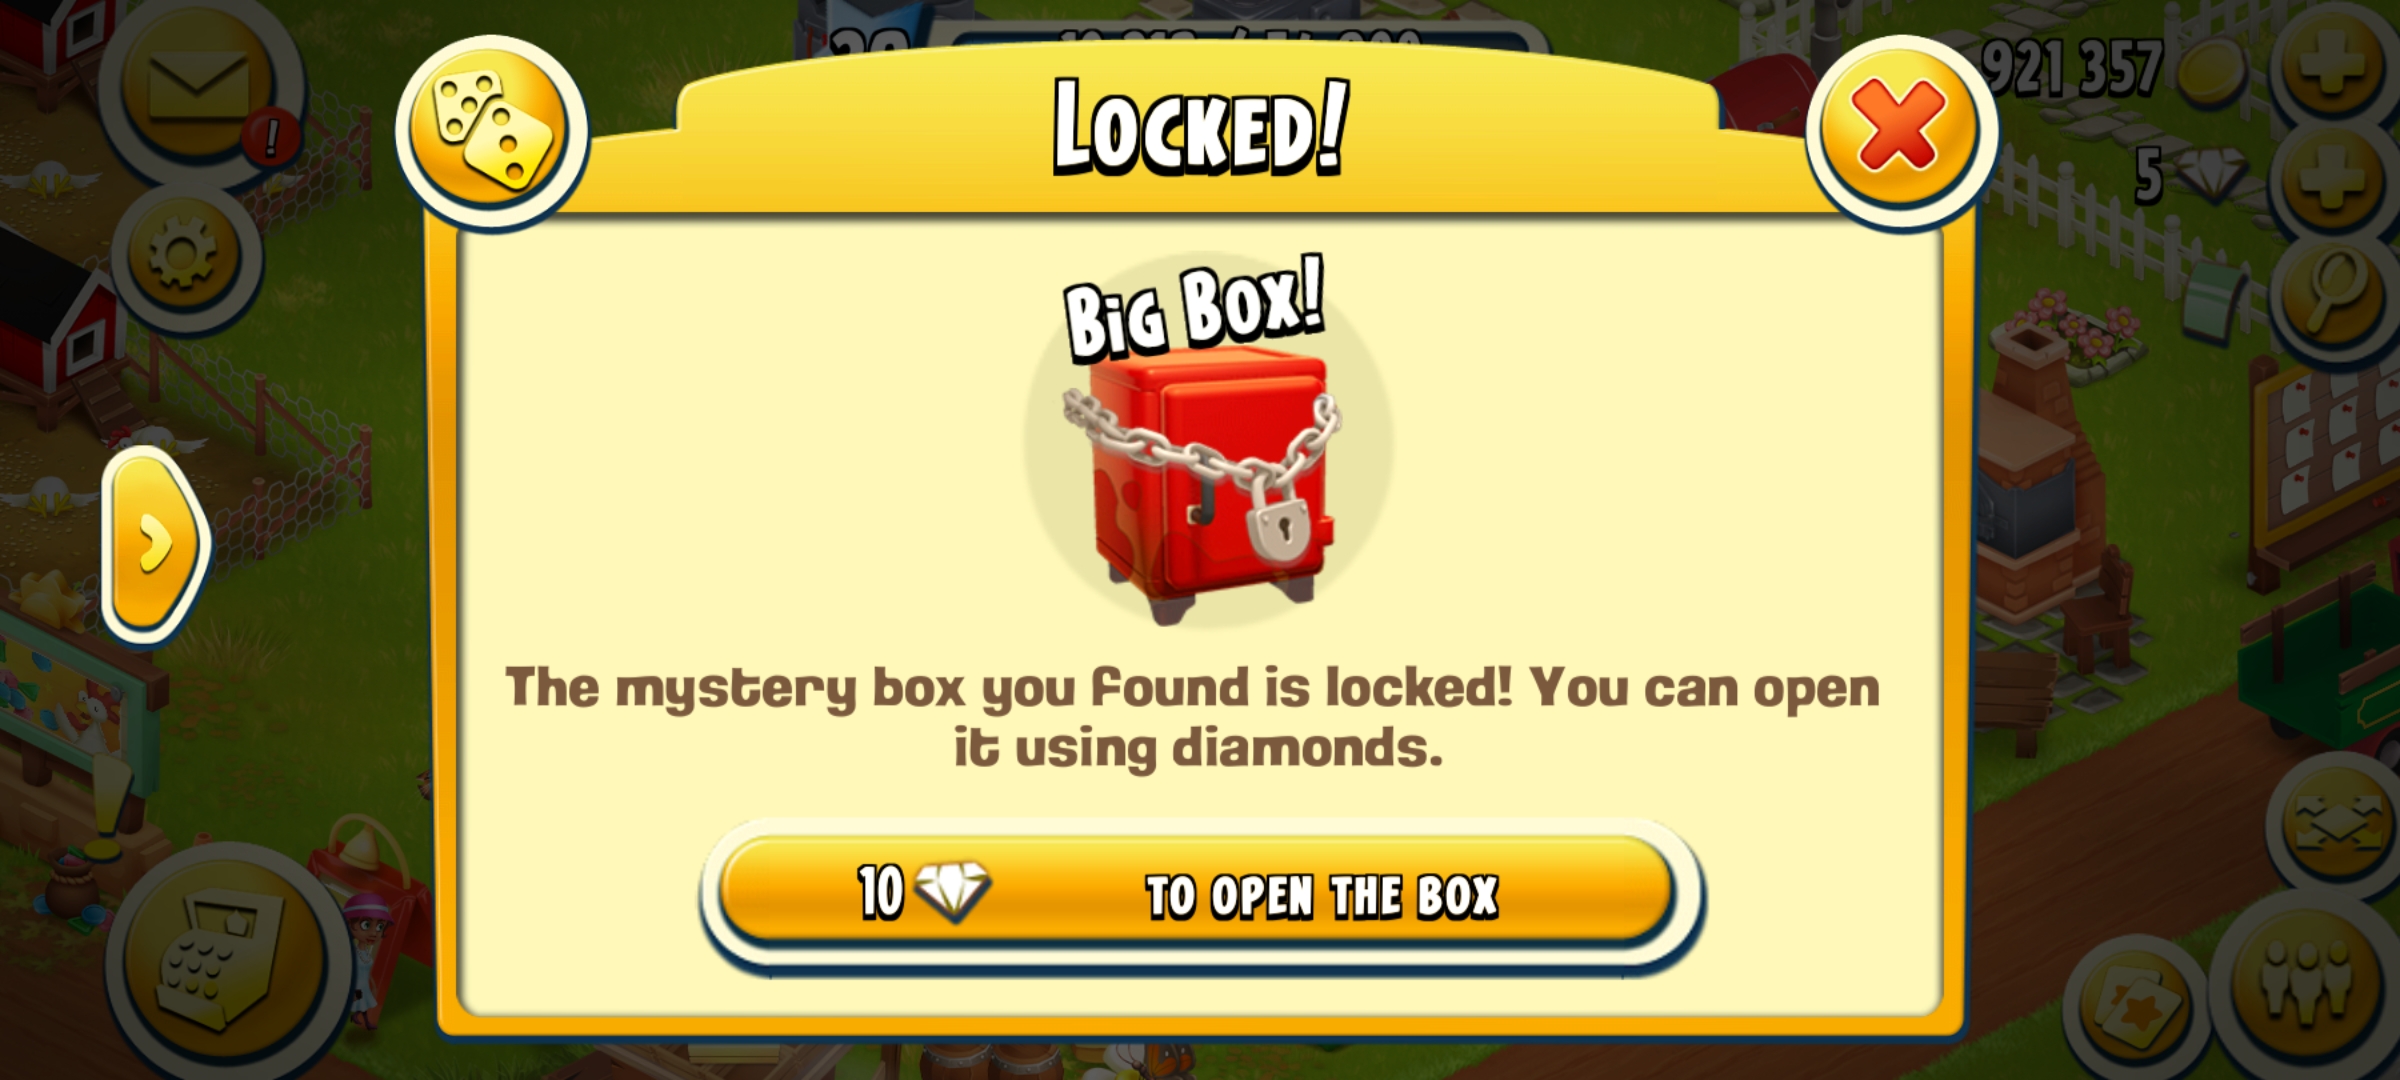 921 357
LOCKED!
5
BiG BOX!
The mystery box you found is locked! You can open
it using diamonds.
10 TO OPEN THE BOX